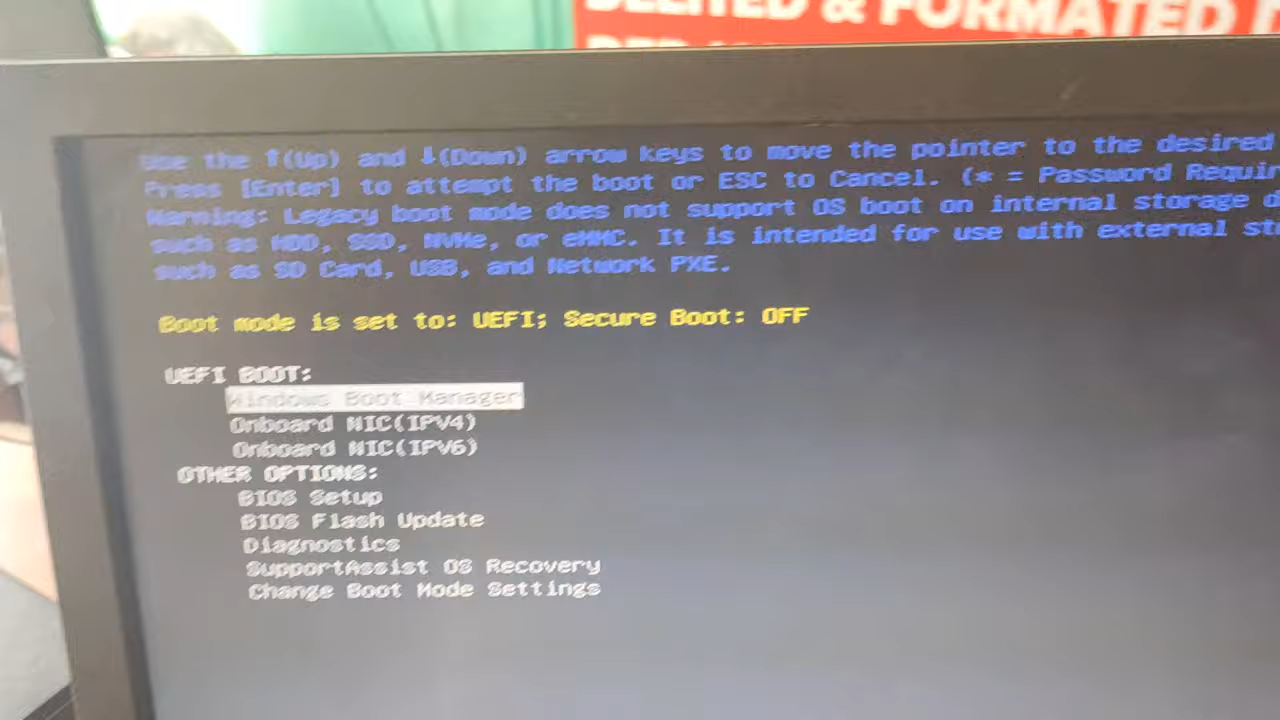 DELITED & FORMATED
Use the ↑(Up) and ↓(Down) arrow keys to move the pointer to the desired
Press [Enter] to attempt the boot or ESC to Cancel. (* = Password Requir
Warning: Legacy boot mode does not support OS boot on internal storage d
such as HDD, SSD, NVMe, or eMMC. It is intended for use with external st
such as SD Card, USB, and Network PXE.
Boot mode is set to: UEFI; Secure Boot: OFF
UEFI BOOT:
Windows Boot Manager
Onboard NIC(IPV4)
Onboard NIC(IPV6)
OTHER OPTIONS:
BIOS Setup
BIOS Flash Update
Diagnostics
SupportAssist OS Recovery
Change Boot Mode Settings